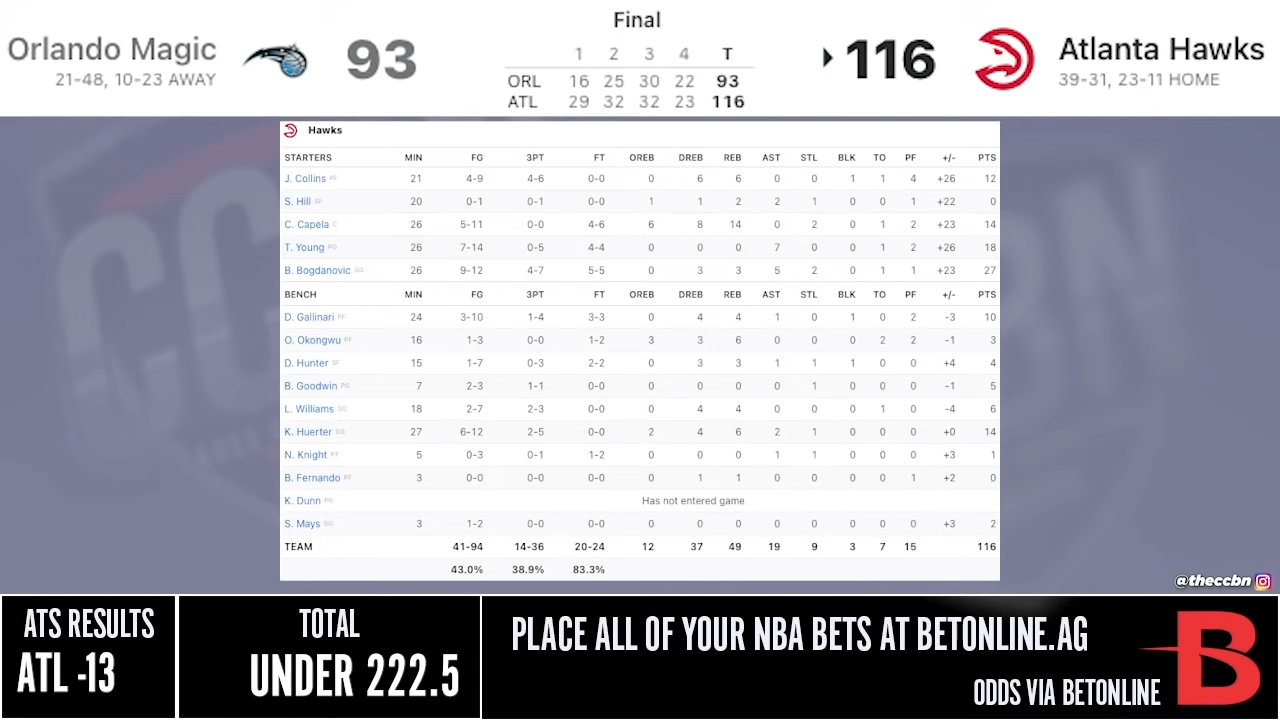 Final
Orlando Magic 93 116 Atlanta Hawks
21-48, 10-23 AWAY 39-31, 23-11 HOME
1 2 3 4 T
ORL 16 25 30 22 93
ATL 29 32 32 23 116
Hawks
STARTERS MIN FG 3PT FT OREB DREB REB AST STL BLK TO PF +/- PTS
J. Collins PF 21 4-9 4-6 0-0 0 6 6 0 0 1 1 4 +26 12
S. Hill SF 20 0-1 0-1 0-0 1 1 2 2 1 0 0 1 +22 0
C. Capela C 26 5-11 0-0 4-6 6 8 14 0 2 0 1 2 +23 14
T. Young PG 26 7-14 0-5 4-4 0 0 0 7 0 0 1 2 +26 18
B. Bogdanovic SG 26 9-12 4-7 5-5 0 3 3 5 2 0 1 1 +23 27
BENCH MIN FG 3PT FT OREB DREB REB AST STL BLK TO PF +/- PTS
D. Gallinari PF 24 3-10 1-4 3-3 0 4 4 1 0 1 0 2 -3 10
O. Okongwu PF 16 1-3 0-0 1-2 3 3 6 0 0 0 2 2 -1 3
D. Hunter SF 15 1-7 0-3 2-2 0 3 3 1 1 1 0 0 +4 4
B. Goodwin PG 7 2-3 1-1 0-0 0 0 0 0 1 0 0 0 -1 5
L. Williams SG 18 2-7 2-3 0-0 0 4 4 0 0 0 1 0 -4 6
K. Huerter SG 27 6-12 2-5 0-0 2 4 6 2 1 0 0 0 +0 14
N. Knight PF 5 0-3 0-1 1-2 0 0 0 1 1 0 0 0 +3 1
B. Fernando PF 3 0-0 0-0 0-0 0 1 1 0 0 0 0 1 +2 0
K. Dunn PG Has not entered game
S. Mays SG 3 1-2 0-0 0-0 0 0 0 0 0 0 0 0 +3 2
TEAM 41-94 14-36 20-24 12 37 49 19 9 3 7 15 116
43.0% 38.9% 83.3%
@theccbn
ATS RESULTS
ATL -13
TOTAL
UNDER 222.5
PLACE ALL OF YOUR NBA BETS AT BETONLINE.AG
ODDS VIA BETONLINE
B